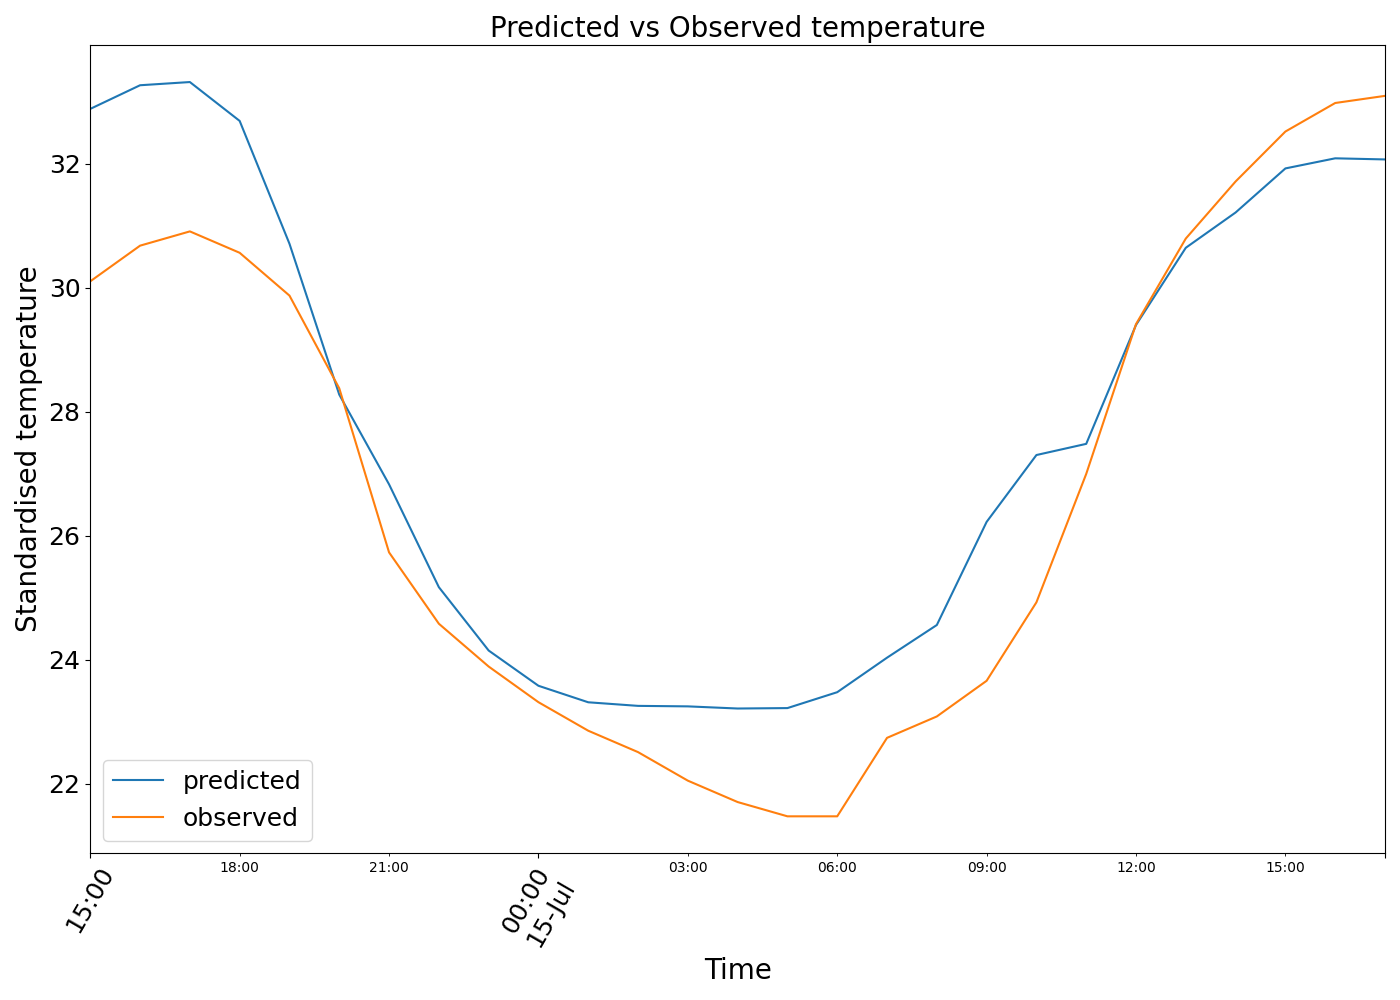 Predicted vs Observed temperature
Standardised temperature
32
30
28
26
24
22
predicted
observed
15:00
18:00
21:00
00:00
15-Jul
03:00
06:00
09:00
12:00
15:00
Time